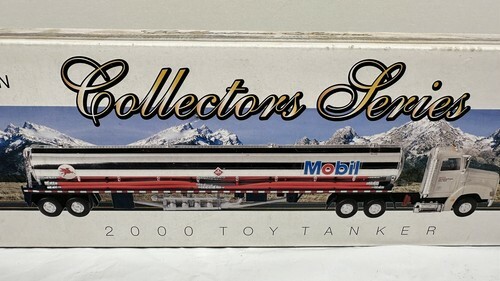 N
Collectors Series
Mobil
2000 TOY TANKER